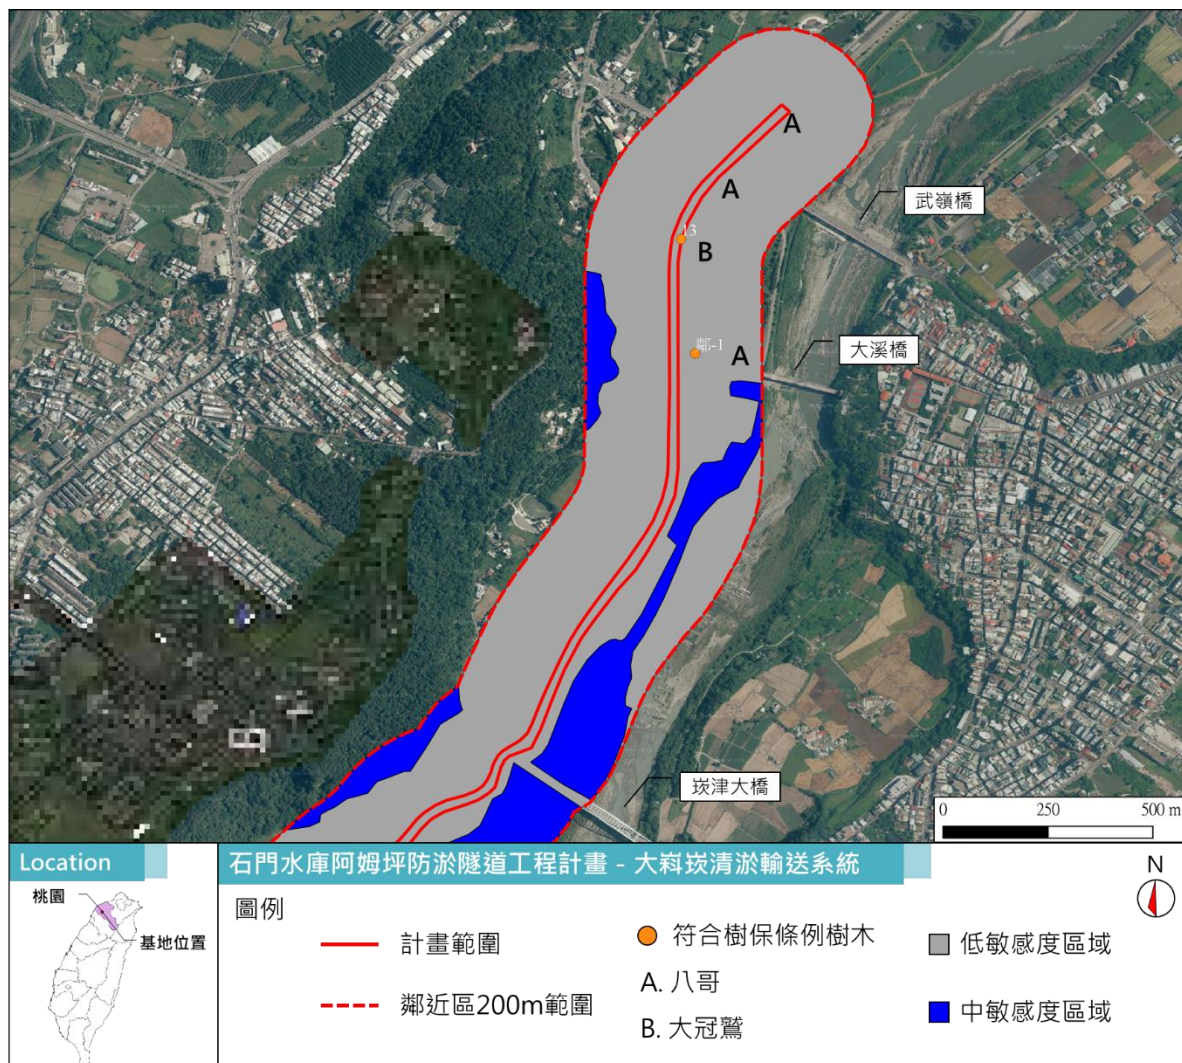 A
A
武嶺橋
13
B
鄰-1
A
大溪橋
崁津大橋
0
250
500 m
Location
石門水庫阿姆坪防淤隧道工程計畫 - 大嵙崁清淤輸送系統
N
桃園
基地位置
圖例
計畫範圍
鄰近區200m範圍
符合樹保條例樹木
A. 八哥
B. 大冠鷲
低敏感度區域
中敏感度區域